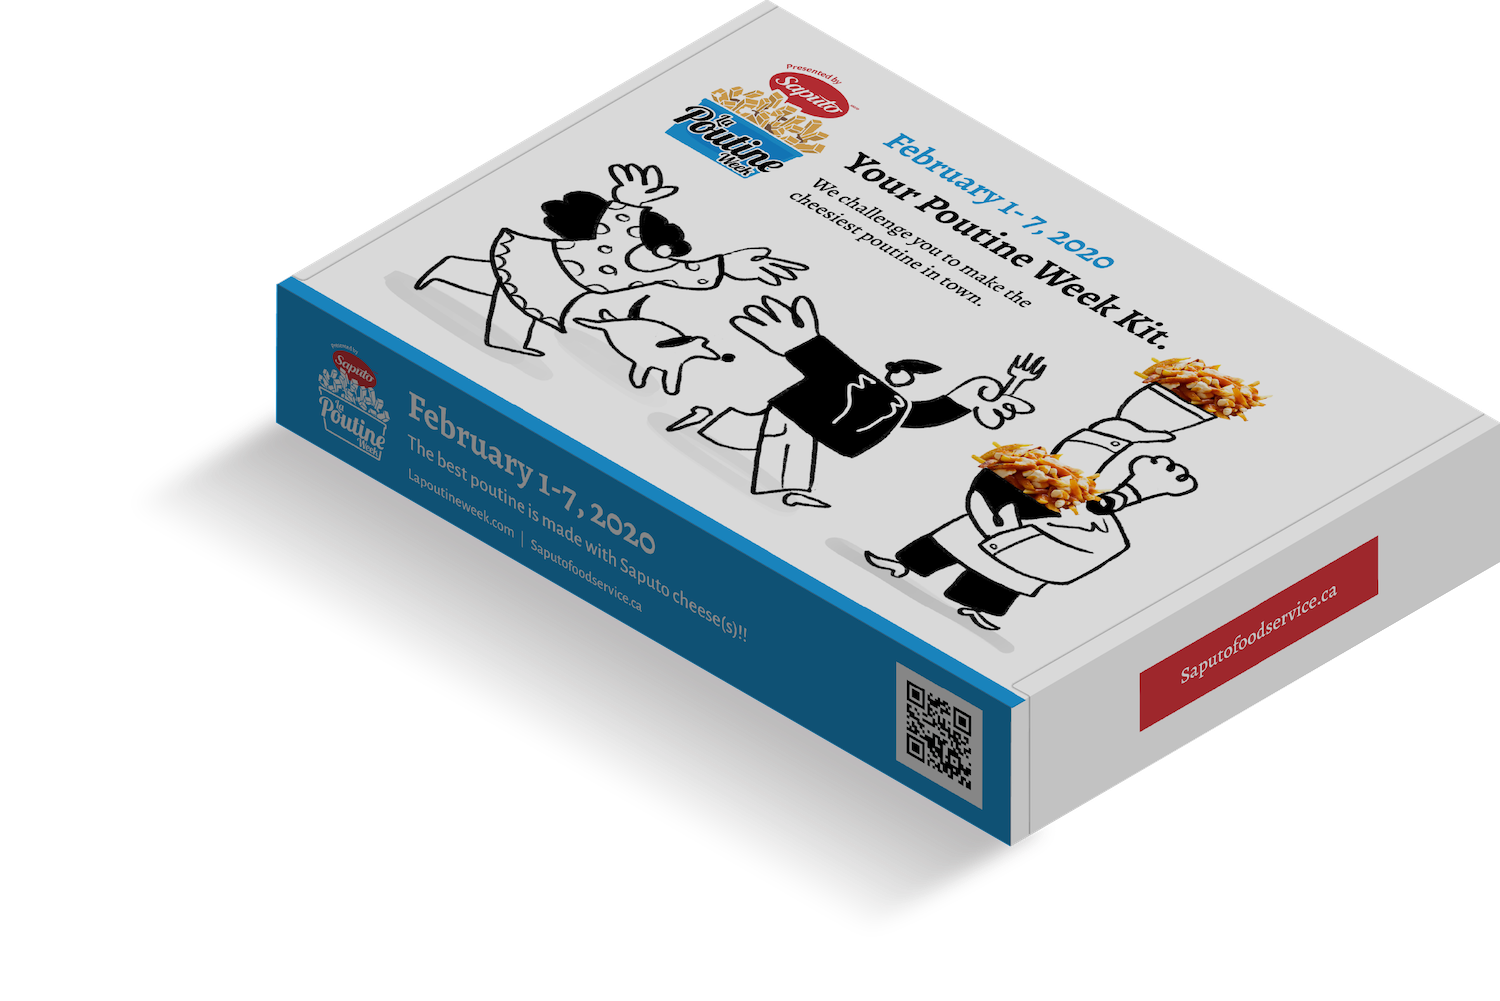 Presented by
Saputo
La
Poutine
Week
February 1-7, 2020
Your Poutine Week Kit.
We challenge you to make the
cheesiest poutine in town.
Presented by
Saputo
La
Poutine
Week
February 1-7, 2020
The best poutine is made with Saputo cheese(s)!!
Lapoutineweek.com | Saputofoodservice.ca
Saputofoodservice.ca